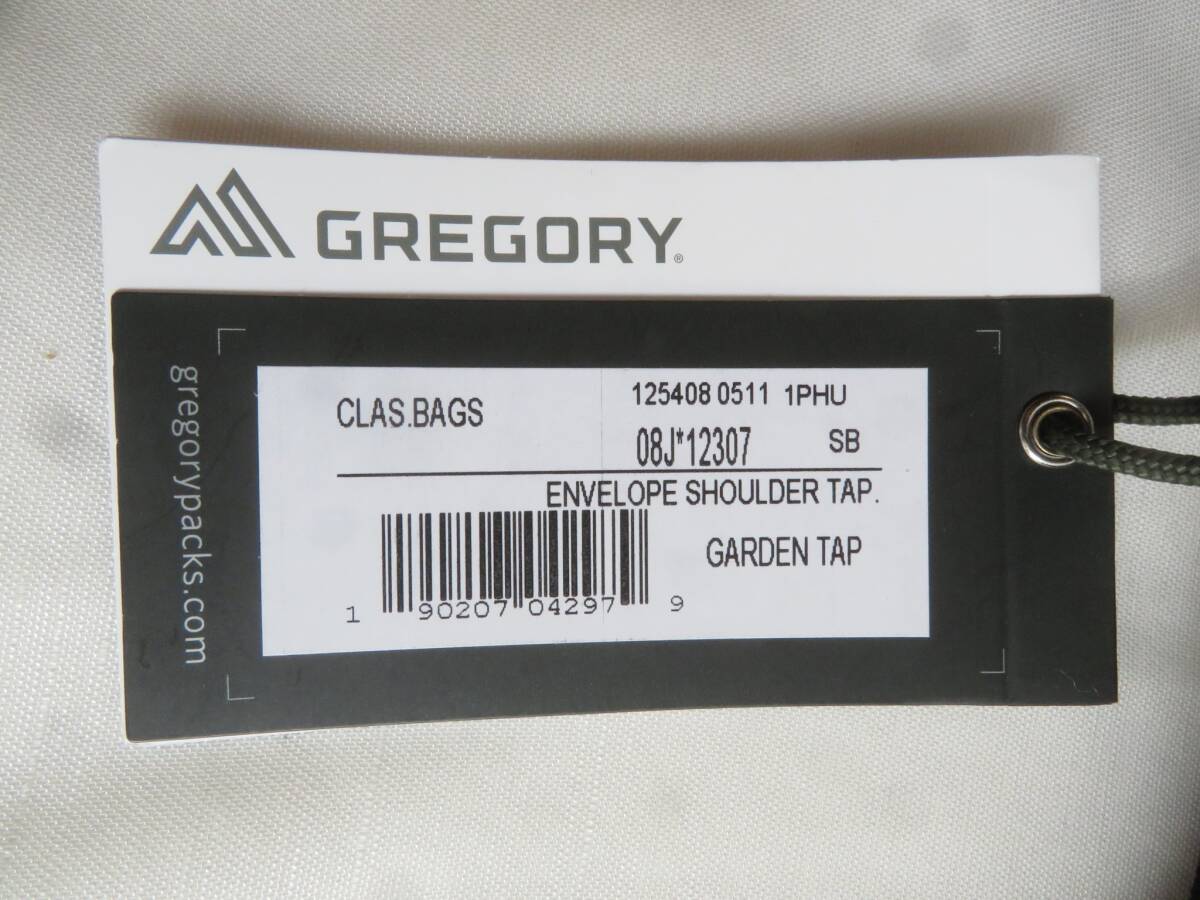 GREGORY®
gregorypacks.com
CLAS.BAGS
125408 0511 1PHU
08J*12307 SB
ENVELOPE SHOULDER TAP.
GARDEN TAP
1 90207 04297 9